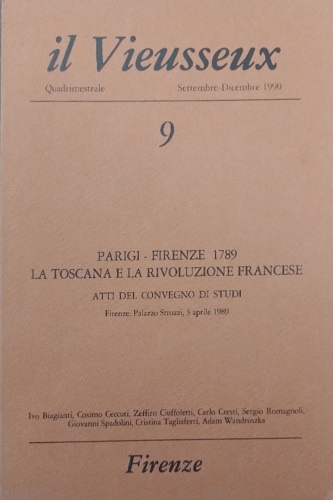 il Vieusseux
Quadrimestrale Settembre-Dicembre 1990
9
PARIGI - FIRENZE 1789
LA TOSCANA E LA RIVOLUZIONE FRANCESE
ATTI DEL CONVEGNO DI STUDI
Firenze, Palazzo Strozzi, 3 aprile 1989
Ivo Biagianti, Cosimo Ceccuti, Zeffiro Ciuffoletti, Carlo Cresti, Sergio Romagnoli,
Giovanni Spadolini, Cristina Tagliaferri, Adam Wandruszka
Firenze